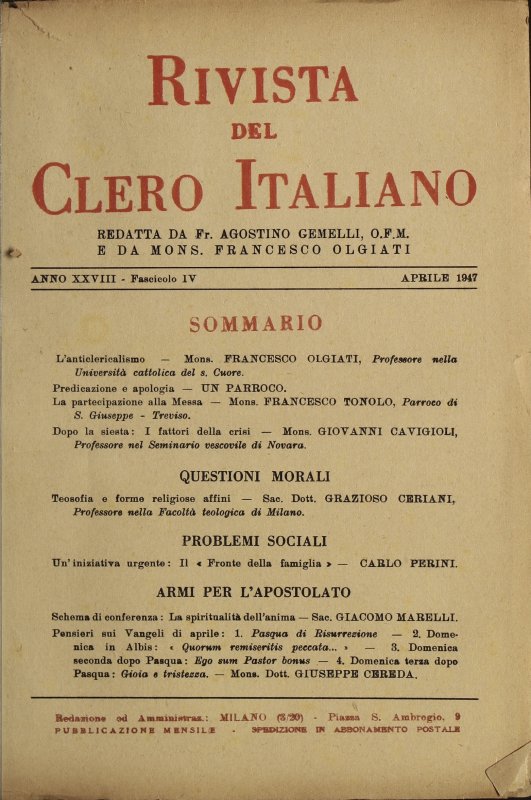 RIVISTA
DEL
CLERO ITALIANO
REDATTA DA Fr. AGOSTINO GEMELLI, O.F.M.
E DA MONS. FRANCESCO OLGIATI
ANNO XXVIII - Fascicolo IV APRILE 1947
SOMMARIO
L'anticlericalismo — Mons. FRANCESCO OLGIATI, Professore nella
Università cattolica del s. Cuore.
Predicazione e apologia — UN PARROCO.
La partecipazione alla Messa — Mons. FRANCESCO TONOLO, Parroco di
S. Giuseppe - Treviso.
Dopo la siesta: I fattori della crisi — Mons. GIOVANNI CAVIGIOLI,
Professore nel Seminario vescovile di Novara.
QUESTIONI MORALI
Teosofia e forme religiose affini — Sac. Dott. GRAZIOSO CERIANI,
Professore nella Facoltà teologica di Milano.
PROBLEMI SOCIALI
Un'iniziativa urgente: Il « Fronte della famiglia » — CARLO PERINI.
ARMI PER L'APOSTOLATO
Schema di conferenza: La spiritualità dell'anima — Sac. GIACOMO MARELLI.
Pensieri sui Vangeli di aprile: 1. Pasqua di Risurrezione — 2. Dome-
nica in Albis: « Quorum remiseritis peccata... » — 3. Domenica
seconda dopo Pasqua: Ego sum Pastor bonus — 4. Domenica terza dopo
Pasqua: Gioia e tristezza. — Mons. Dott. GIUSEPPE CEREDA.
Redazione ed Amministraz.: MILANO (3/20) - Piazza S. Ambrogio, 9
PUBBLICAZIONE MENSILE - SPEDIZIONE IN ABBONAMENTO POSTALE